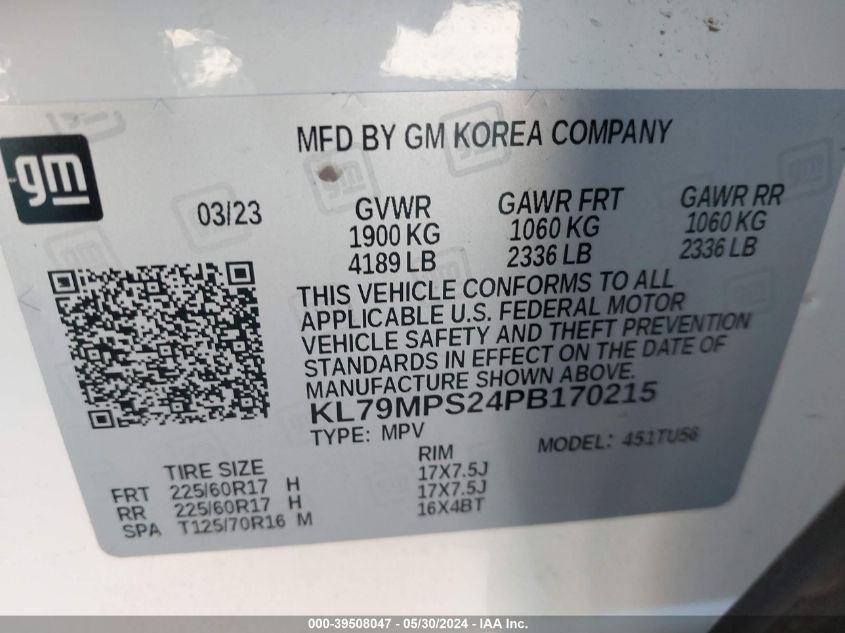 MFD BY GM KOREA COMPANY
gm
03/23
GVWR GAWR FRT GAWR RR
1900 KG 1060 KG 1060 KG
4189 LB 2336 LB 2336 LB
THIS VEHICLE CONFORMS TO ALL
APPLICABLE U.S. FEDERAL MOTOR
VEHICLE SAFETY AND THEFT PREVENTION
STANDARDS IN EFFECT ON THE DATE OF
MANUFACTURE SHOWN ABOVE.
KL79MPS24PB170215
TYPE: MPV MODEL: 451TU56
TIRE SIZE RIM
FRT 225/60R17 H 17X7.5J
RR 225/60R17 H 17X7.5J
SPA T125/70R16 M 16X4BT
000-39508047 - 05/30/2024 - IAA Inc.